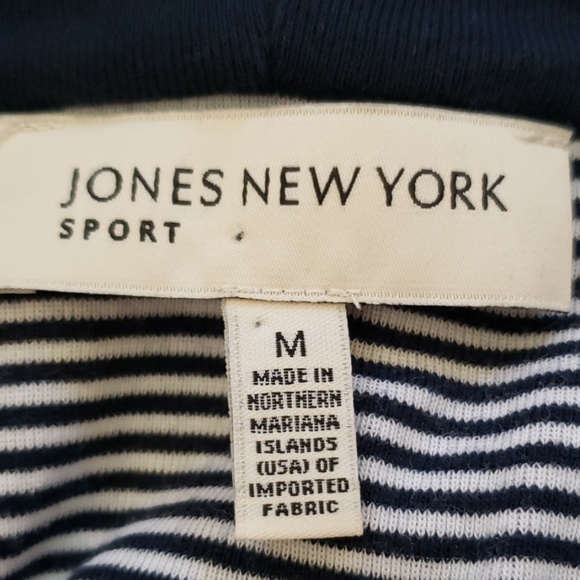 JONES NEW YORK
SPORT
M
MADE IN
NORTHERN
MARIANA
ISLANDS
(USA) OF
IMPORTED
FABRIC